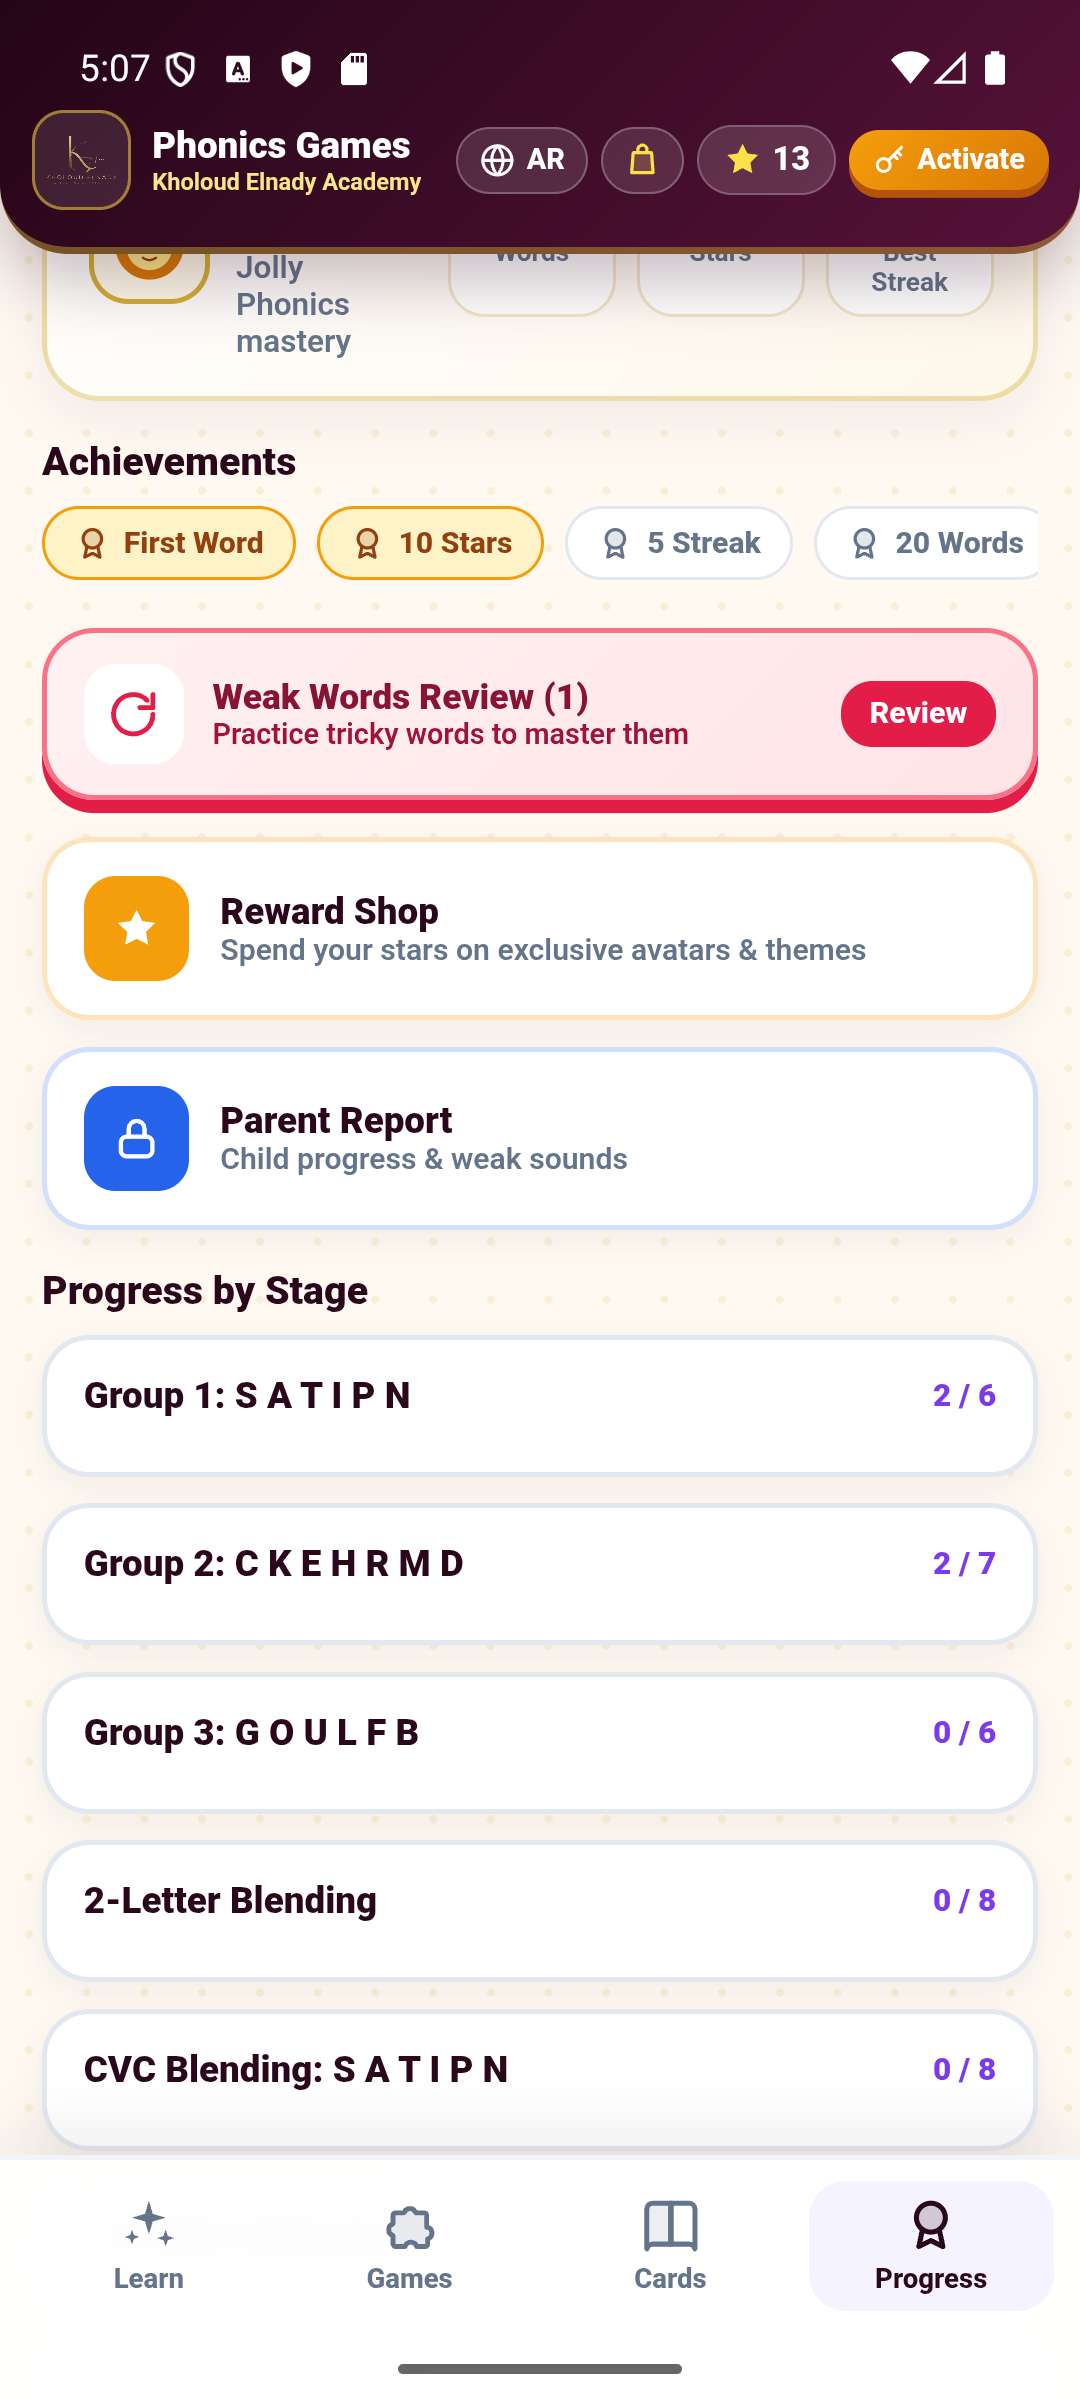 5:07
Phonics Games
Kholoud Elnady Academy
AR
13
Activate
Jolly
Phonics
mastery
Words
Stars
Best
Streak
Achievements
First Word
10 Stars
5 Streak
20 Words
Weak Words Review (1)
Practice tricky words to master them
Review
Reward Shop
Spend your stars on exclusive avatars & themes
Parent Report
Child progress & weak sounds
Progress by Stage
Group 1: S A T I P N
2 / 6
Group 2: C K E H R M D
2 / 7
Group 3: G O U L F B
0 / 6
2-Letter Blending
0 / 8
CVC Blending: S A T I P N
0 / 8
Learn
Games
Cards
Progress